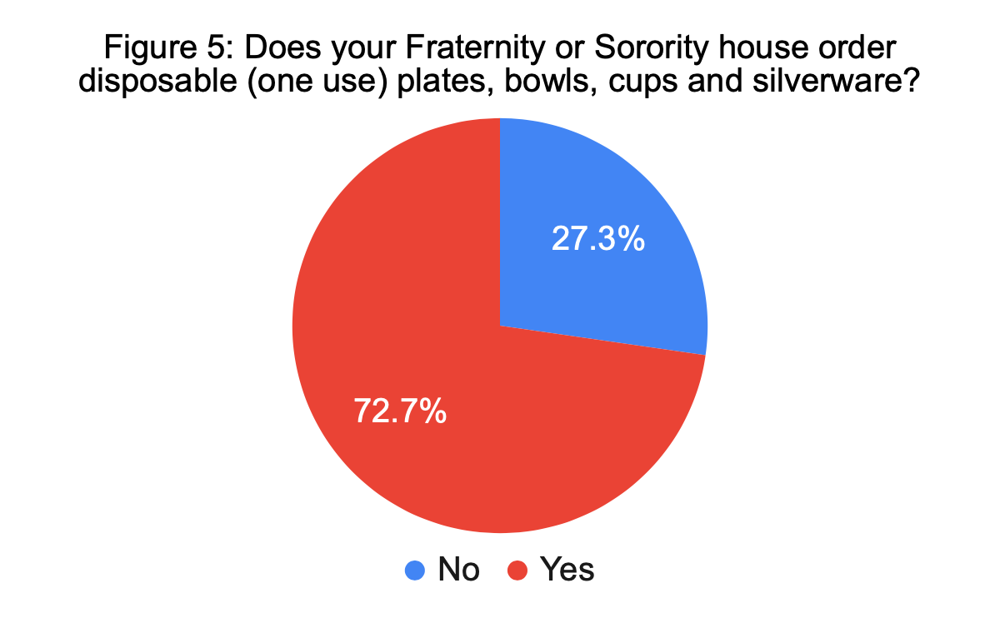 Figure 5: Does your Fraternity or Sorority house order
disposable (one use) plates, bowls, cups and silverware?
27.3%
72.7%
No Yes